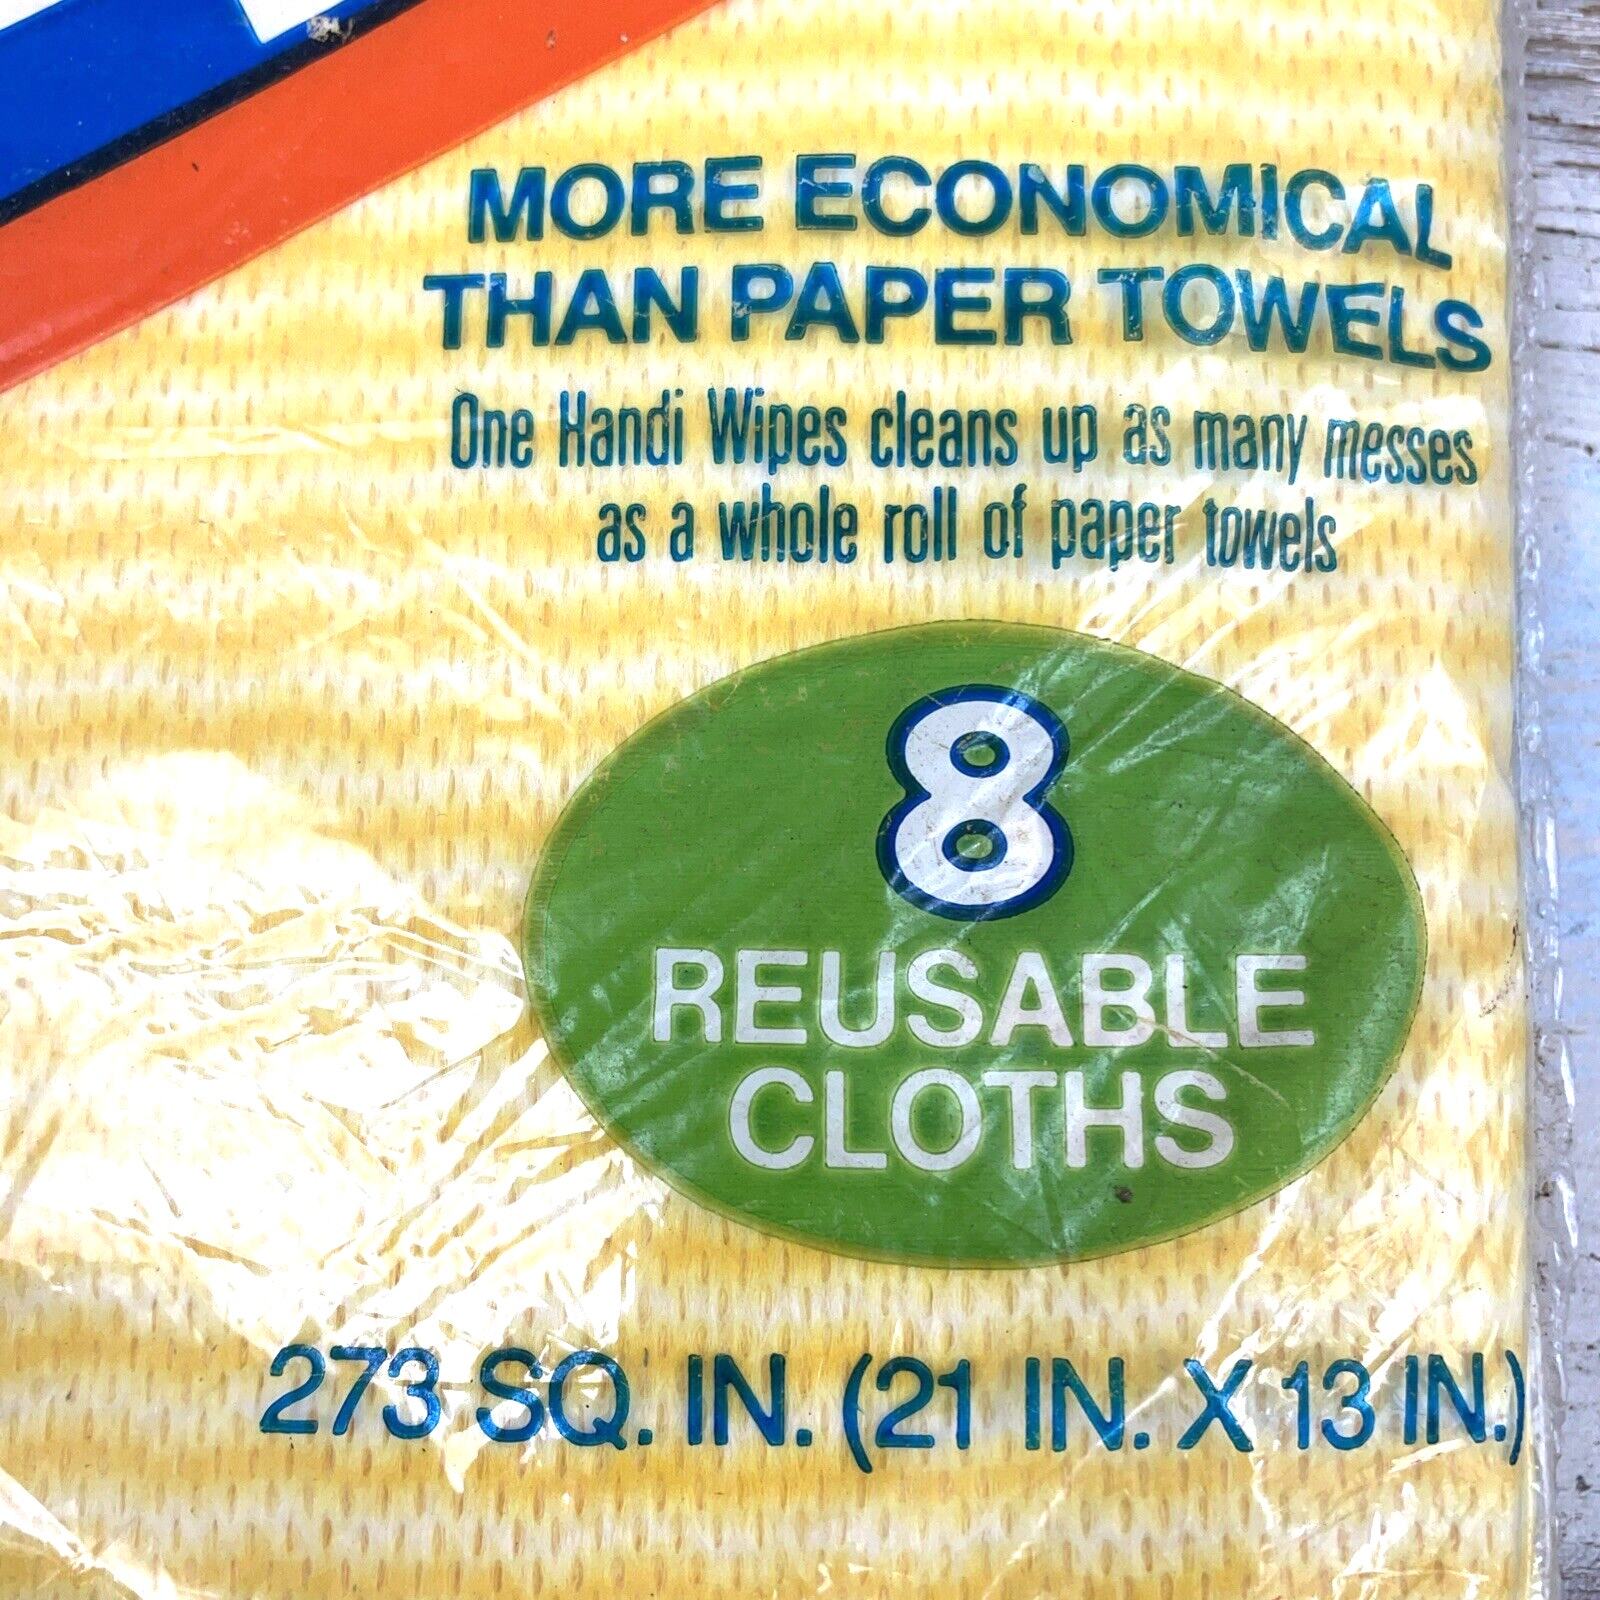 MORE ECONOMICAL
THAN PAPER TOWELS
One Handi Wipes cleans up as many messes
as a whole roll of paper towels
8
REUSABLE
CLOTHS
273 SQ. IN. (21 IN. X 13 IN.)